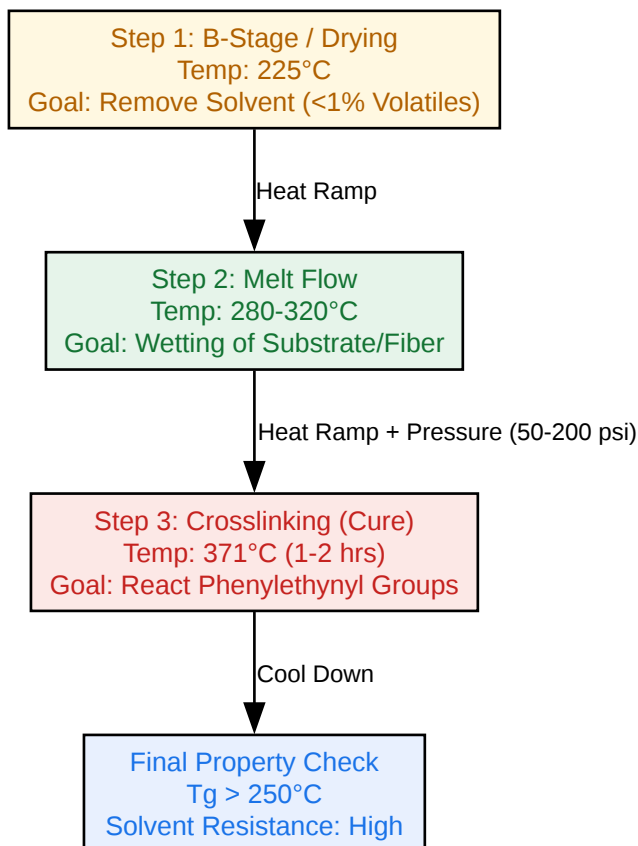 Step 1: B-Stage / Drying
Temp: 225°C
Goal: Remove Solvent (<1% Volatiles)
Heat Ramp
Step 2: Melt Flow
Temp: 280-320°C
Goal: Wetting of Substrate/Fiber
Heat Ramp + Pressure (50-200 psi)
Step 3: Crosslinking (Cure)
Temp: 371°C (1-2 hrs)
Goal: React Phenylethynyl Groups
Cool Down
Final Property Check
Tg > 250°C
Solvent Resistance: High